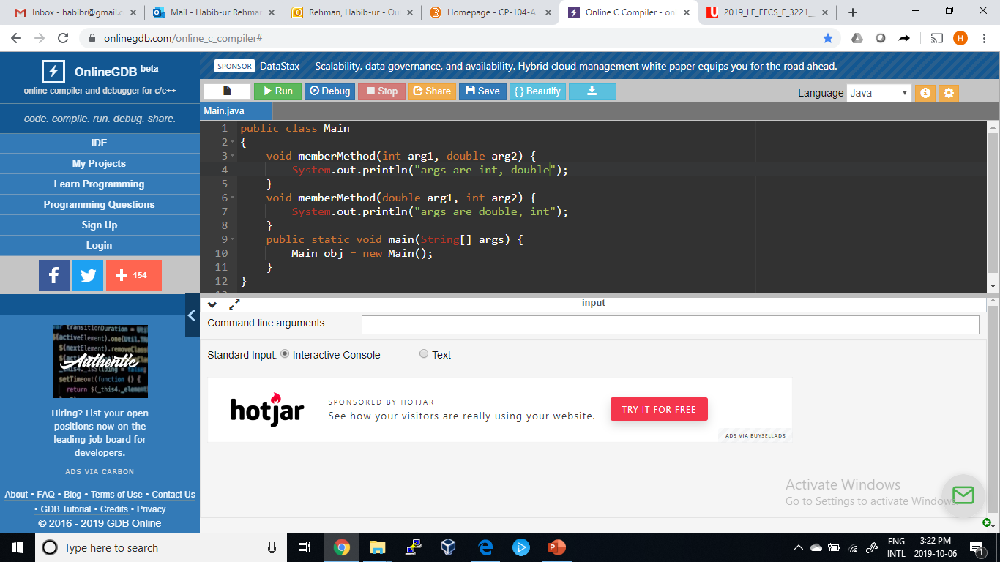 Inbox - habibr@gmail.c
Mail - Habib-ur Rehma
Rehman, Habib-ur - Ou
Homepage - CP-104-A
Online C Compiler - onl
2019_LE_EECS_F_3221_
onlinegdb.com/online_c_compiler#
H
OnlineGDB beta
online compiler and debugger for c/c++
code. compile. run. debug. share.
IDE
My Projects
Learn Programming
Programming Questions
Sign Up
Login
154
Authentic
Hiring? List your open
positions now on the
leading job board for
developers.
ADS VIA CARBON
About • FAQ • Blog • Terms of Use • Contact Us
• GDB Tutorial • Credits • Privacy
© 2016 - 2019 GDB Online
SPONSOR DataStax — Scalability, data governance, and availability. Hybrid cloud management white paper equips you for the road ahead.
Run Debug Stop Share Save { } Beautify Language Java
Main.java
1 public class Main
2 {
3 void memberMethod(int arg1, double arg2) {
4 System.out.println("args are int, double");
5 }
6 void memberMethod(double arg1, int arg2) {
7 System.out.println("args are double, int");
8 }
9 public static void main(String[] args) {
10 Main obj = new Main();
11 }
12 }
input
Command line arguments:
Standard Input: Interactive Console Text
hotjar
SPONSORED BY HOTJAR
See how your visitors are really using your website.
TRY IT FOR FREE
ADS VIA BUYSELLADS
Activate Windows
Go to Settings to activate Windows
Type here to search
ENG
INTL
3:22 PM
2019-10-06
1